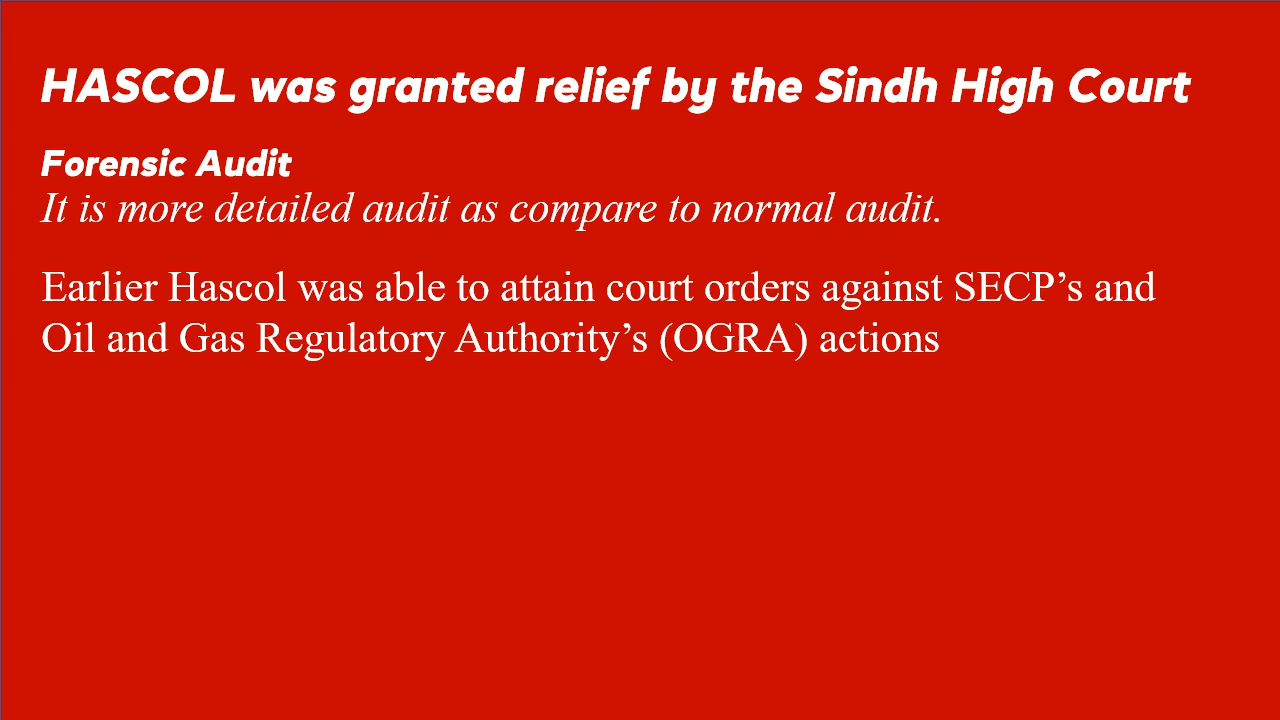 HASCOL was granted relief by the Sindh High Court
Forensic Audit
It is more detailed audit as compare to normal audit.
Earlier Hascol was able to attain court orders against SECP’s and
Oil and Gas Regulatory Authority’s (OGRA) actions